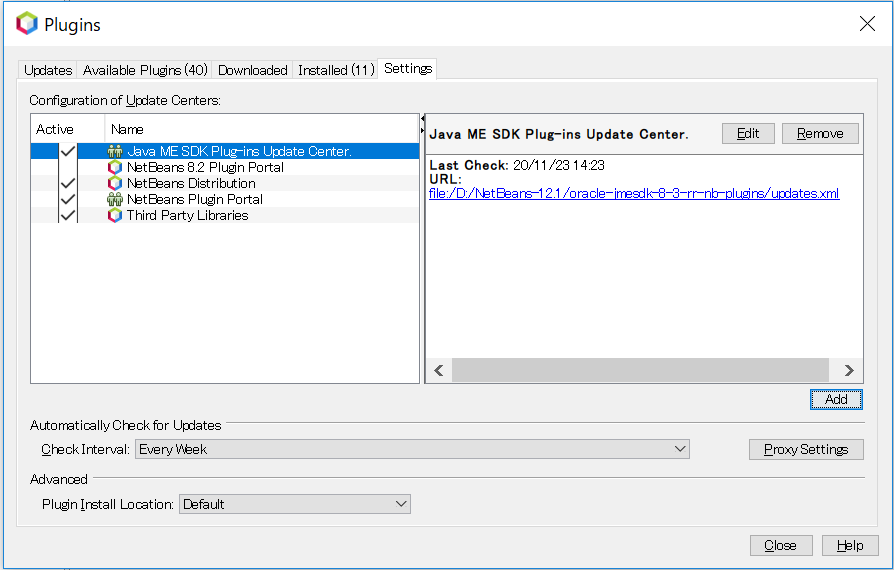 Plugins
Updates Available Plugins (40) Downloaded Installed (11) Settings
Configuration of Update Centers:
Active Name
Java ME SDK Plug-ins Update Center.
NetBeans 8.2 Plugin Portal
NetBeans Distribution
NetBeans Plugin Portal
Third Party Libraries
Java ME SDK Plug-ins Update Center. Edit Remove
Last Check: 20/11/23 14:23
URL:
file:/D:/NetBeans-12.1/oracle-jmesdk-8-3-rr-nb-plugins/updates.xml
Add
Automatically Check for Updates
Check Interval: Every Week Proxy Settings
Advanced
Plugin Install Location: Default
Close Help